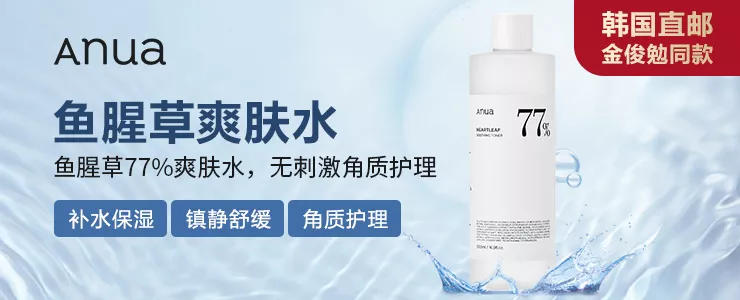 Anua
鱼腥草爽肤水
鱼腥草77%爽肤水，无刺激角质护理
补水保湿
镇静舒缓
角质护理
韩国直邮
金俊勉同款
Anua
HEARTLEAF
SOOTHING TONER
77%